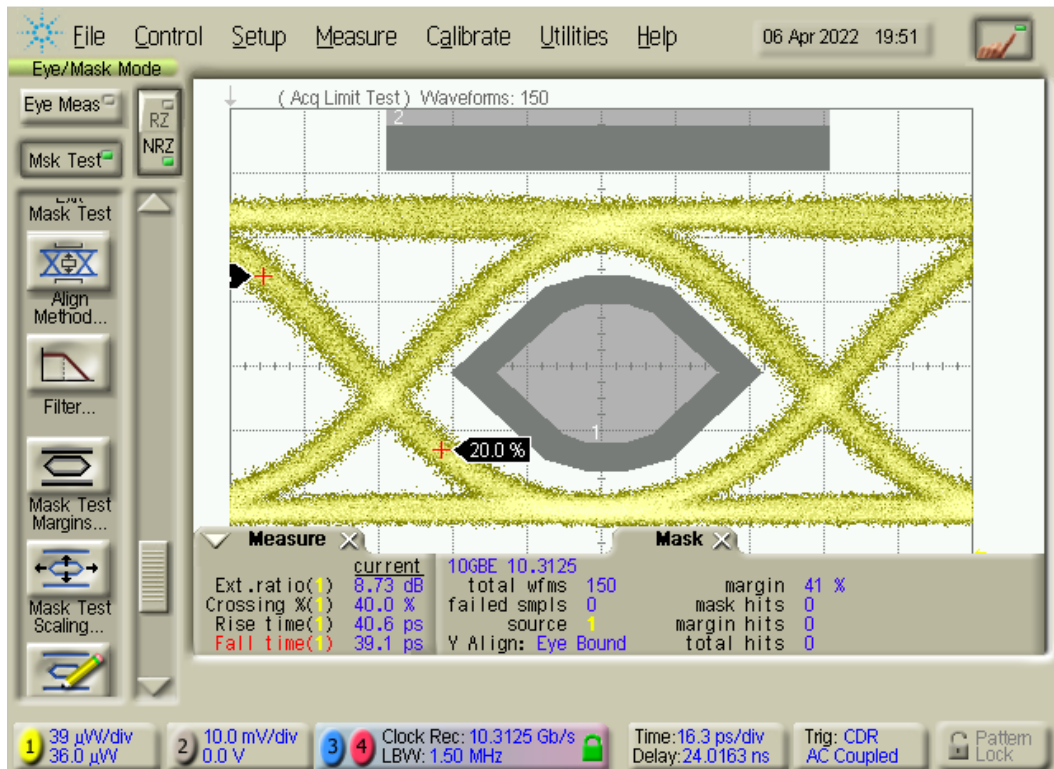 File Control Setup Measure Calibrate Utilities Help 06 Apr 2022 19:51
Eye/Mask Mode
Eye Meas
RZ
NRZ
Msk Test
( Acq Limit Test) Waveforms: 150
2
Mask Test
Align
Method...
Filter...
Mask Test
Margins...
Mask Test
Scaling...
1
20.0 %
Measure
Mask
current
Ext.ratio(1) 8.73 dB
Crossing %(1) 40.0 %
Rise time(1) 40.6 ps
Fall time(1) 39.1 ps
10GBE 10.3125
total wfms 150 margin 41 %
failed smpls 0 mask hits 0
source 1 margin hits 0
Y Align: Eye Bound total hits 0
1 39 µW/div
36.0 µW
2 10.0 mV/div
0.0 V
3 4 Clock Rec: 10.3125 Gb/s
LBW: 1.50 MHz
Time:16.3 ps/div
Delay:24.0163 ns
Trig: CDR
AC Coupled
Pattern
Lock